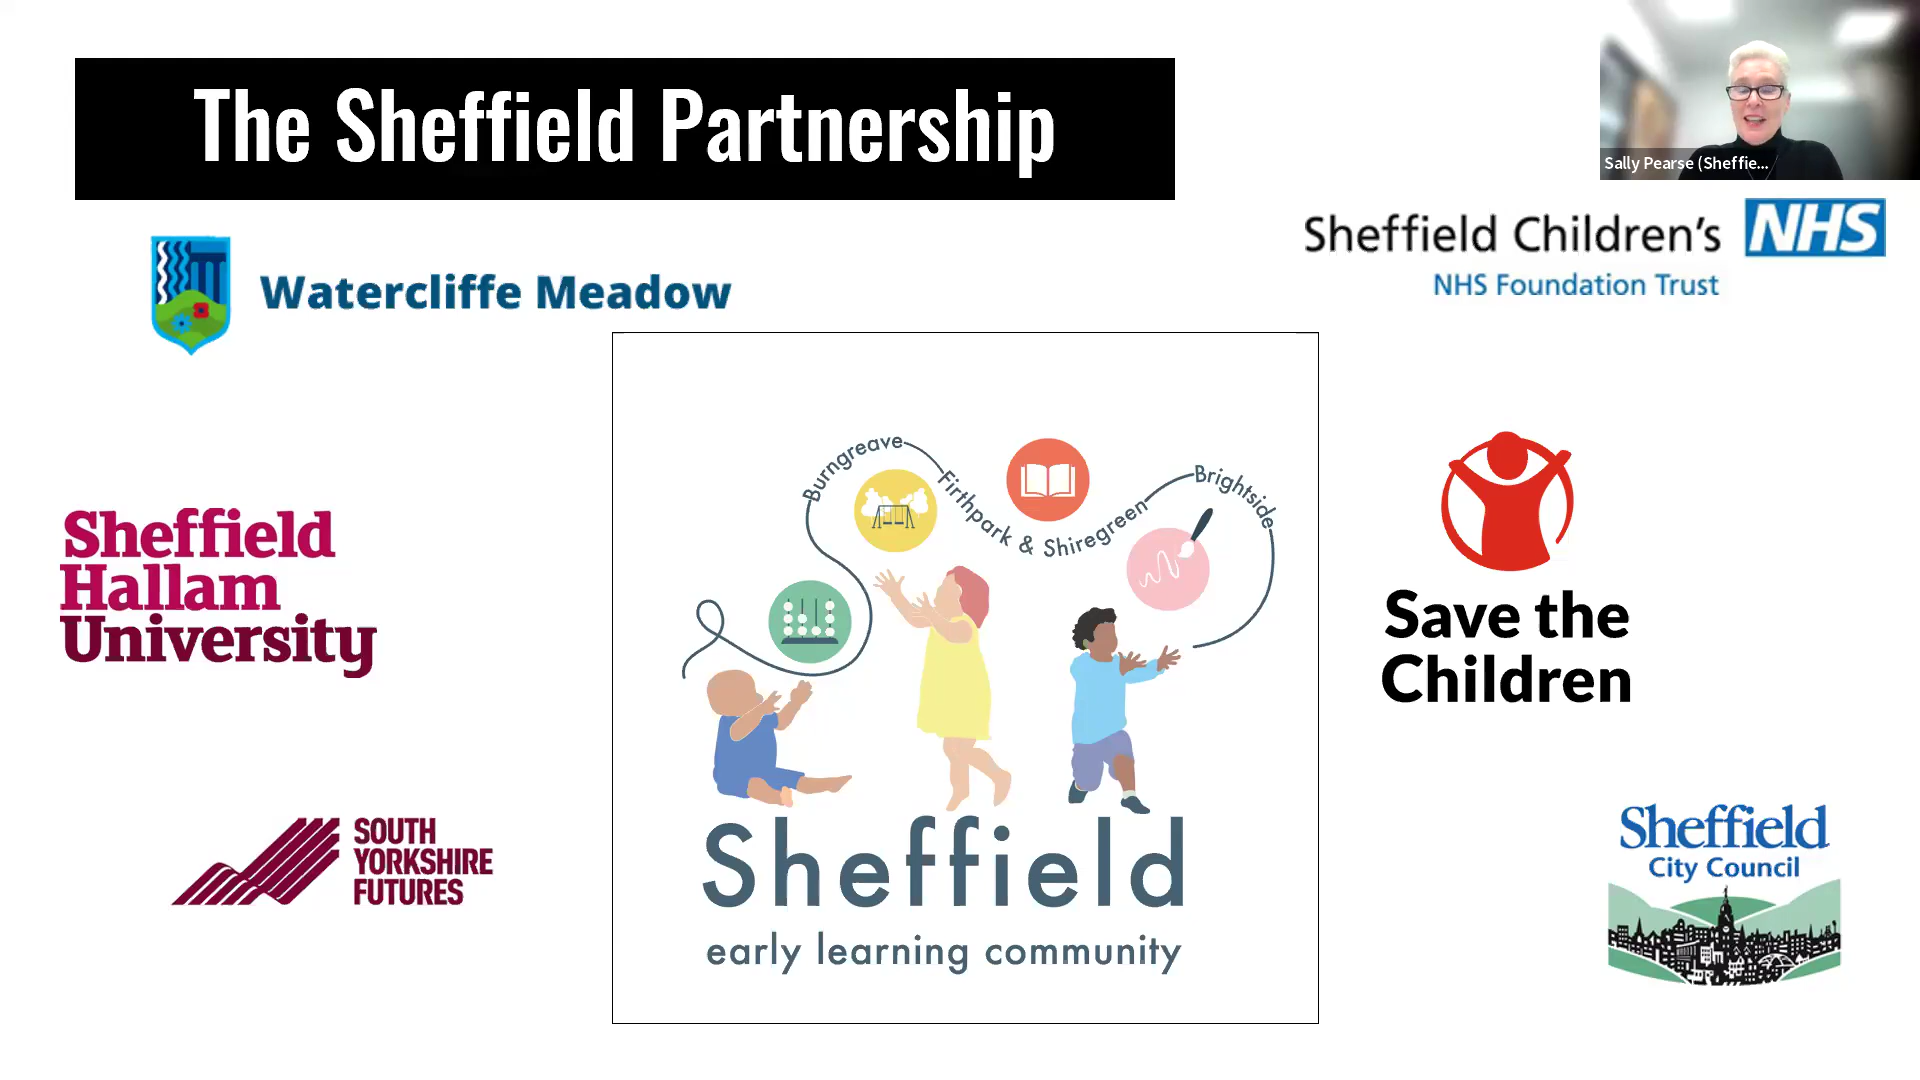 The Sheffield Partnership
Sally Pearse (Sheffie...
Sheffield Children's NHS
NHS Foundation Trust
Watercliffe Meadow
Burngreave
Firthpark & Shiregreen
Brightside
Sheffield
Hallam
University
Save the
Children
SOUTH
YORKSHIRE
FUTURES
Sheffield
early learning community
Sheffield
City Council